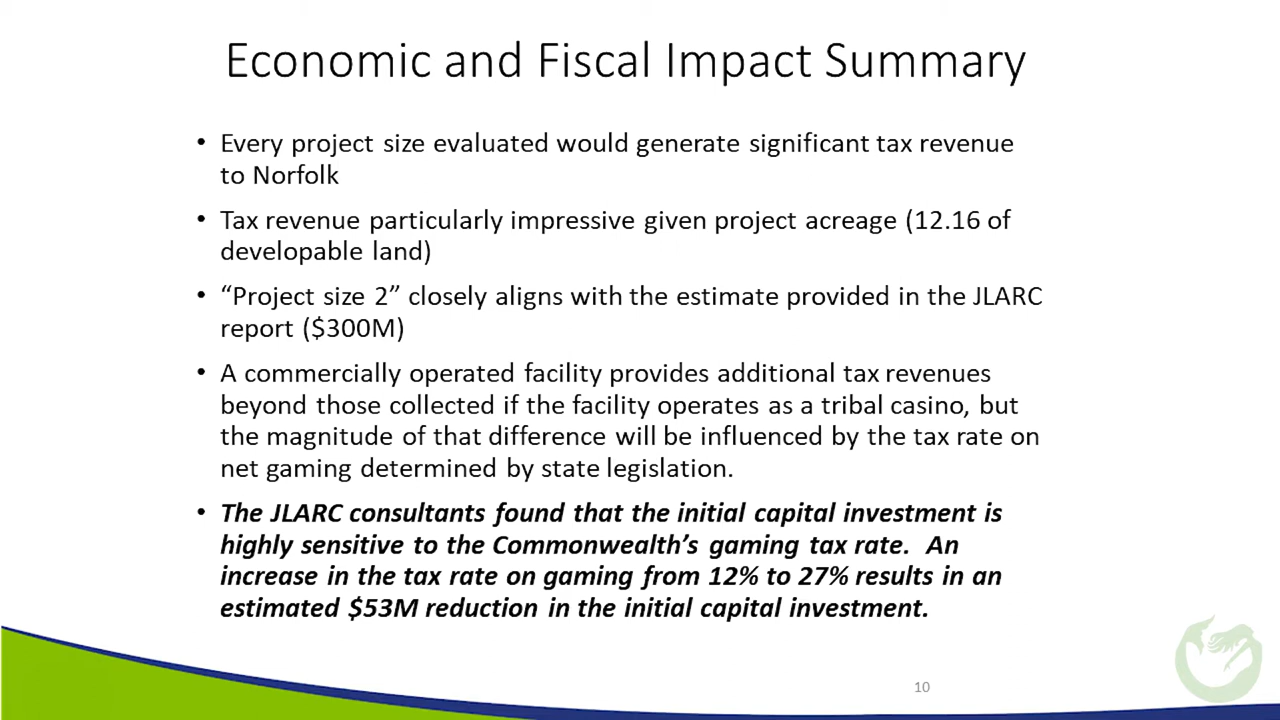 Economic and Fiscal Impact Summary
• Every project size evaluated would generate significant tax revenue
to Norfolk
• Tax revenue particularly impressive given project acreage (12.16 of
developable land)
• “Project size 2” closely aligns with the estimate provided in the JLARC
report ($300M)
• A commercially operated facility provides additional tax revenues
beyond those collected if the facility operates as a tribal casino, but
the magnitude of that difference will be influenced by the tax rate on
net gaming determined by state legislation.
• The JLARC consultants found that the initial capital investment is
highly sensitive to the Commonwealth’s gaming tax rate.  An
increase in the tax rate on gaming from 12% to 27% results in an
estimated $53M reduction in the initial capital investment.
10